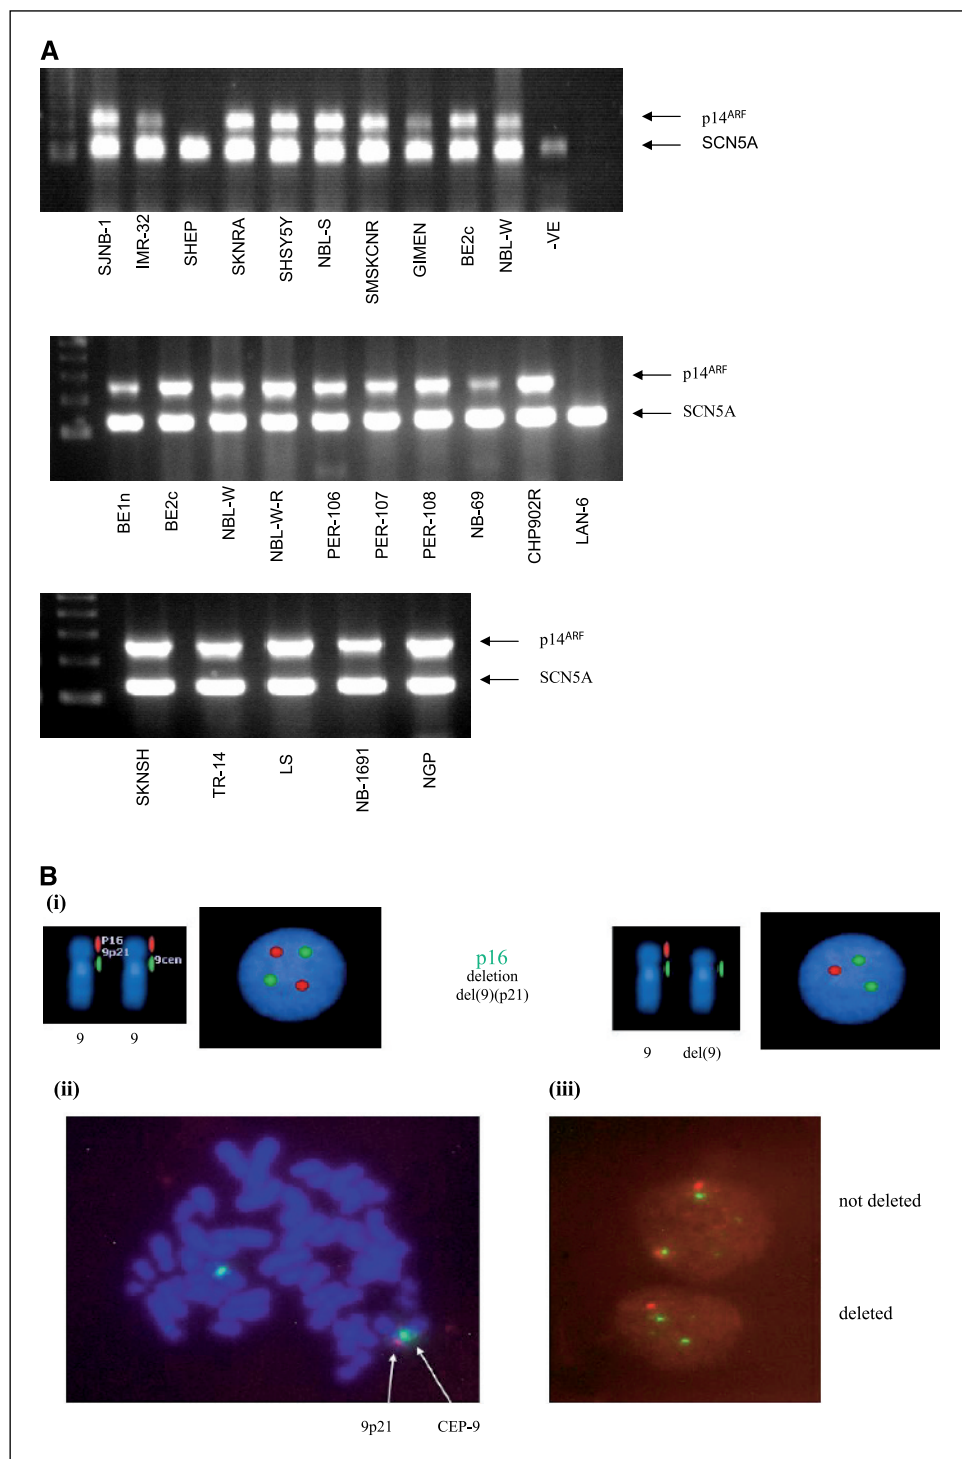 A
p14ARF
SCN5A
SJNB-1
IMR-32
SHEP
SKNRA
SHSY5Y
NBL-S
SMSKCNR
GIMEN
BE2c
NBL-W
-VE
p14ARF
SCN5A
BE1n
BE2c
NBL-W
NBL-W-R
PER-106
PER-107
PER-108
NB-69
CHP902R
LAN-6
p14ARF
SCN5A
SKNSH
TR-14
LS
NB-1691
NGP
B
(i)
P16
9p21
9cen
9 9
p16
deletion
del(9)(p21)
9 del(9)
(ii)
9p21 CEP-9
(iii)
not deleted
deleted